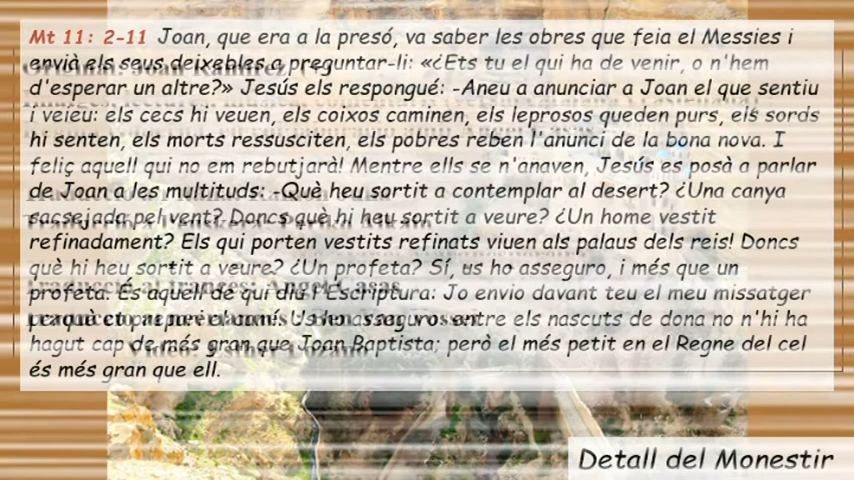 Mt 11: 2-11 Joan, que era a la presó, va saber les obres que feia el Messies i
envià els seus deixebles a preguntar-li: «¿Ets tu el qui ha de venir, o n'hem
d'esperar un altre?» Jesús els respongué: -Aneu a anunciar a Joan el que sentiu
i veieu: els cecs hi veuen, els coixos caminen, els leprosos queden purs, els sords
hi senten, els morts ressusciten, els pobres reben l'anunci de la bona nova. I
feliç aquell qui no em rebutjarà! Mentre ells se n'anaven, Jesús es posà a parlar
de Joan a les multituds: -Què heu sortit a contemplar al desert? ¿Una canya
sacsejada pel vent? Doncs què hi heu sortit a veure? ¿Un home vestit
refinadament? Els qui porten vestits refinats viuen als palaus dels reis! Doncs
què hi heu sortit a veure? ¿Un profeta? Sí, us ho asseguro, i més que un
profeta. És aquell de qui diu l'Escriptura: Jo envio davant teu el meu missatger
perquè et prepari el camí. Us ho asseguro: entre els nascuts de dona no n'hi ha
hagut cap de més gran que Joan Baptista; però el més petit en el Regne del cel
és més gran que ell.
Detall del Monestir